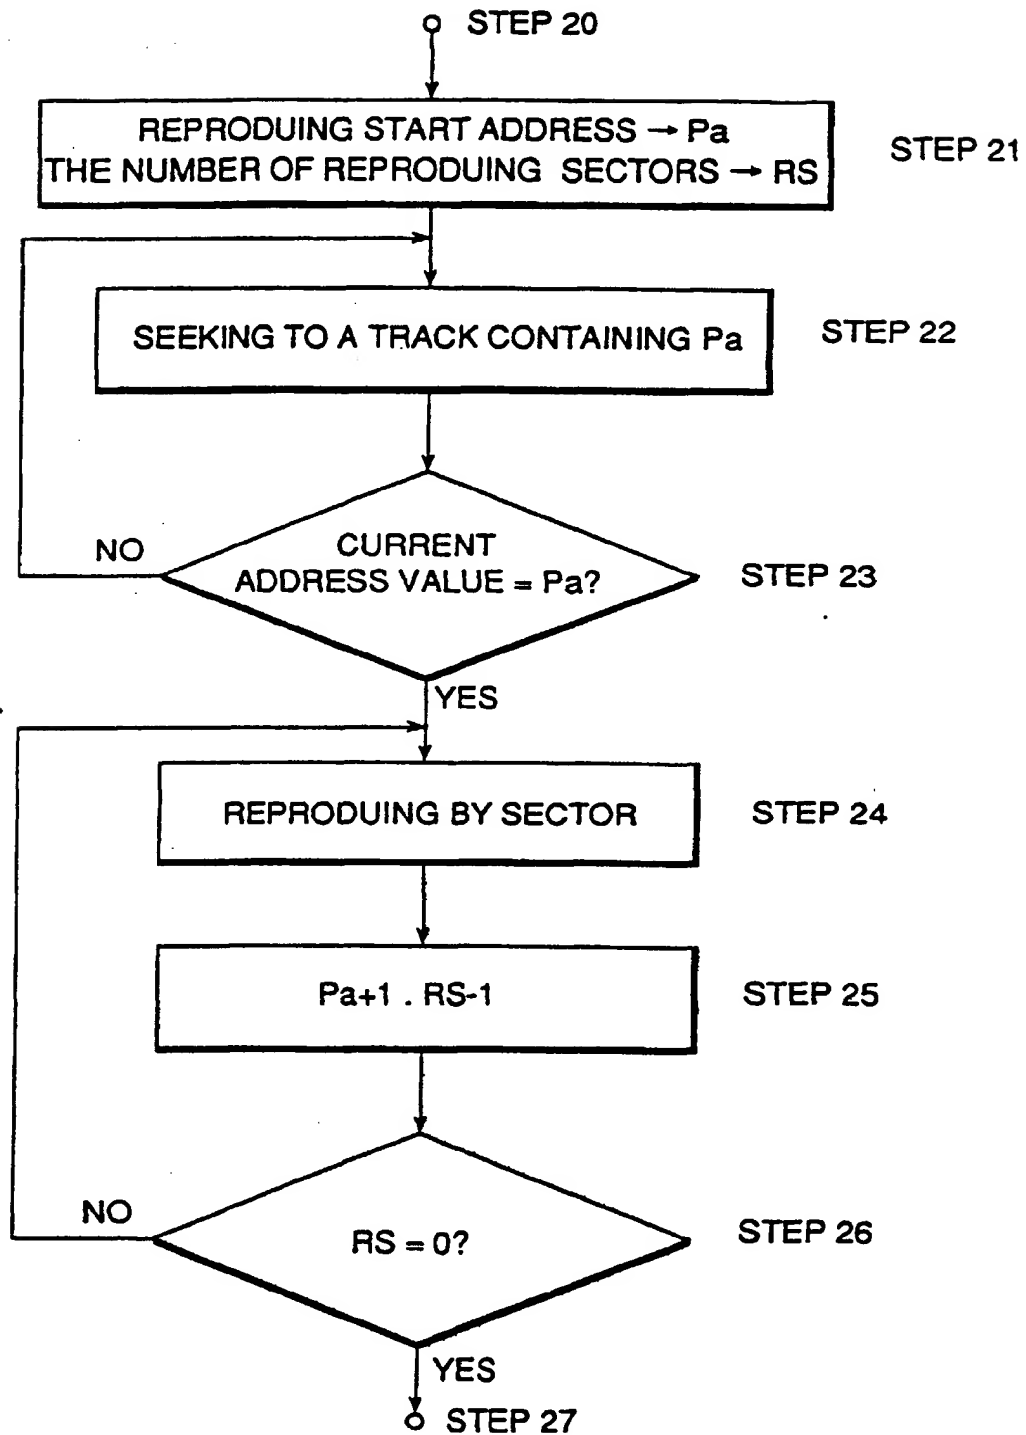 STEP 20
REPRODUING START ADDRESS → Pa
THE NUMBER OF REPRODUING SECTORS → RS
STEP 21
SEEKING TO A TRACK CONTAINING Pa
STEP 22
NO
CURRENT
ADDRESS VALUE = Pa?
STEP 23
YES
REPRODUING BY SECTOR
STEP 24
Pa+1 . RS-1
STEP 25
NO
RS = 0?
STEP 26
YES
STEP 27